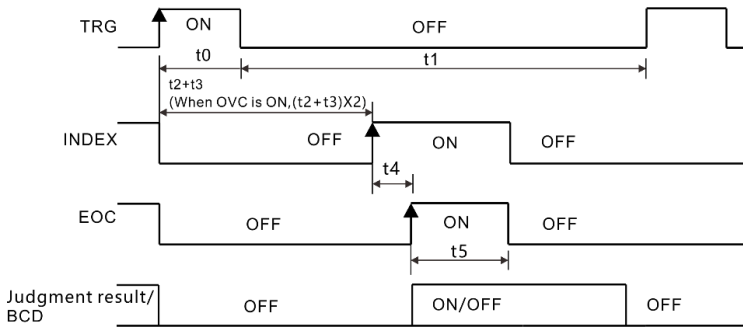 TRG
ON
OFF
t0
t1
t2+t3
(When OVC is ON,(t2+t3)X2)
INDEX
OFF
ON
OFF
t4
EOC
OFF
ON
OFF
t5
Judgment result/
BCD
OFF
ON/OFF
OFF